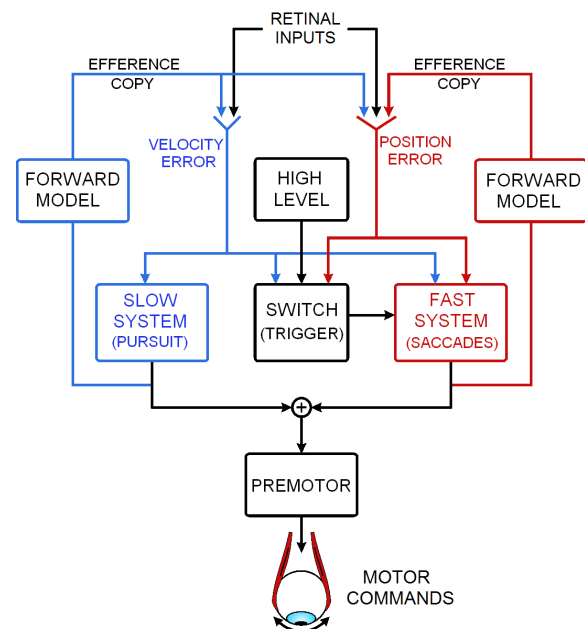 RETINAL
INPUTS
EFFERENCE
COPY
EFFERENCE
COPY
VELOCITY
ERROR
POSITION
ERROR
FORWARD
MODEL
HIGH
LEVEL
FORWARD
MODEL
SLOW
SYSTEM
(PURSUIT)
SWITCH
(TRIGGER)
FAST
SYSTEM
(SACCADES)
+
PREMOTOR
MOTOR
COMMANDS